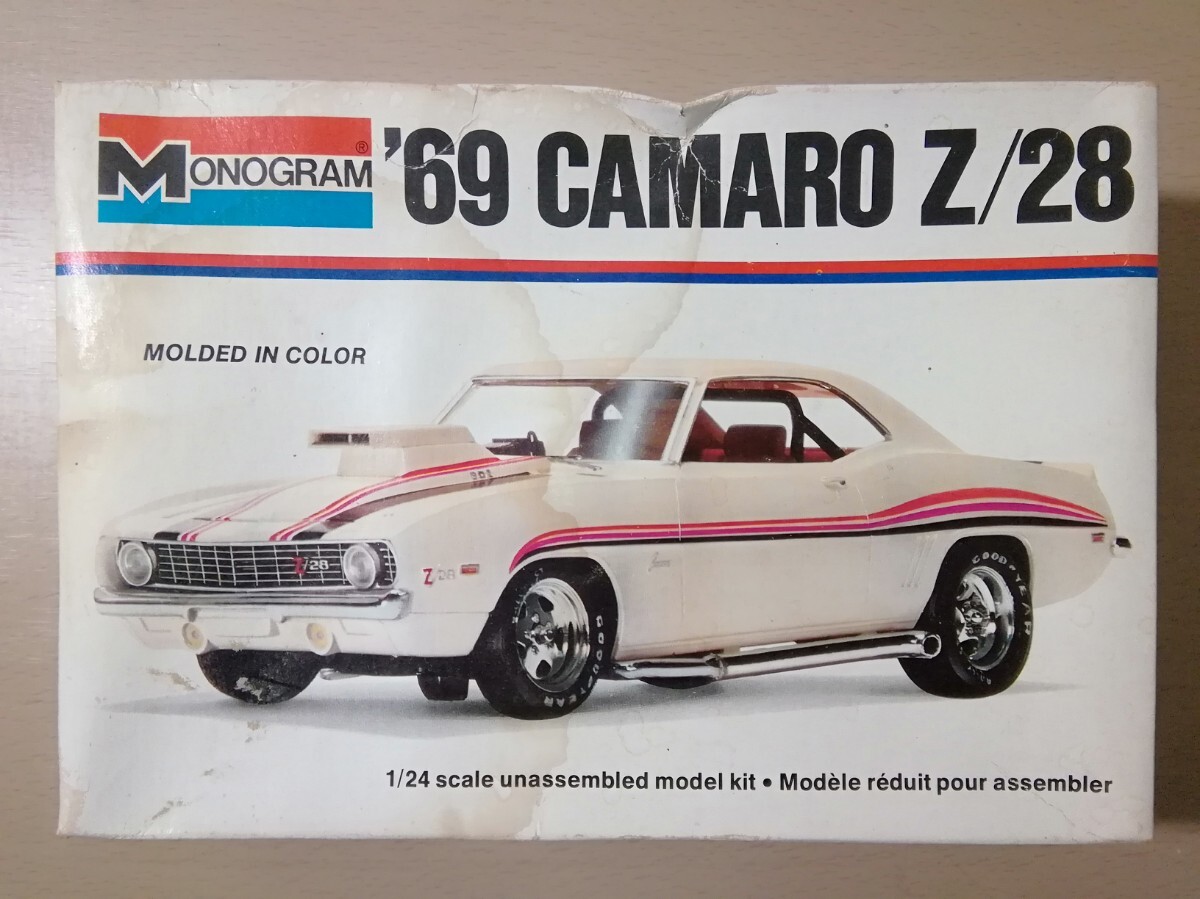 MONOGRAM ®
'69 CAMARO Z/28
MOLDED IN COLOR
Z/28
Z/28
GOODYEAR
GOODYEAR
1/24 scale unassembled model kit • Modèle réduit pour assembler